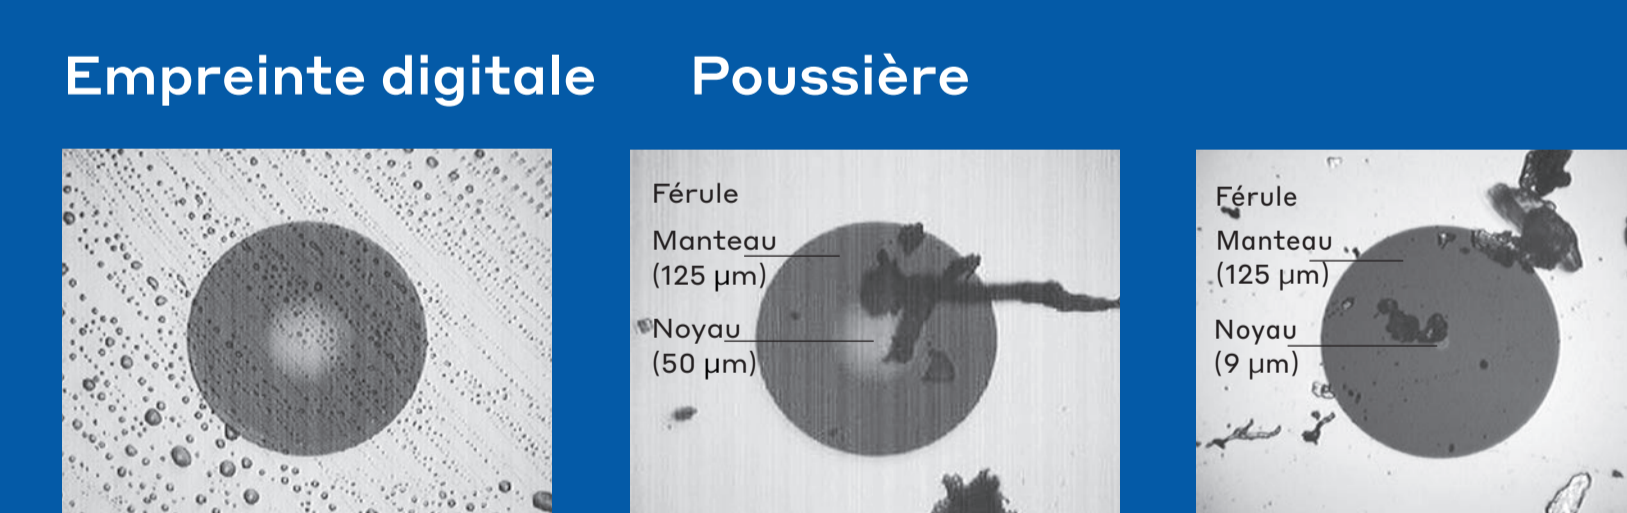 Empreinte digitale
Poussière
Férule
Manteau
(125 µm)
Noyau
(50 µm)
Férule
Manteau
(125 µm)
Noyau
(9 µm)